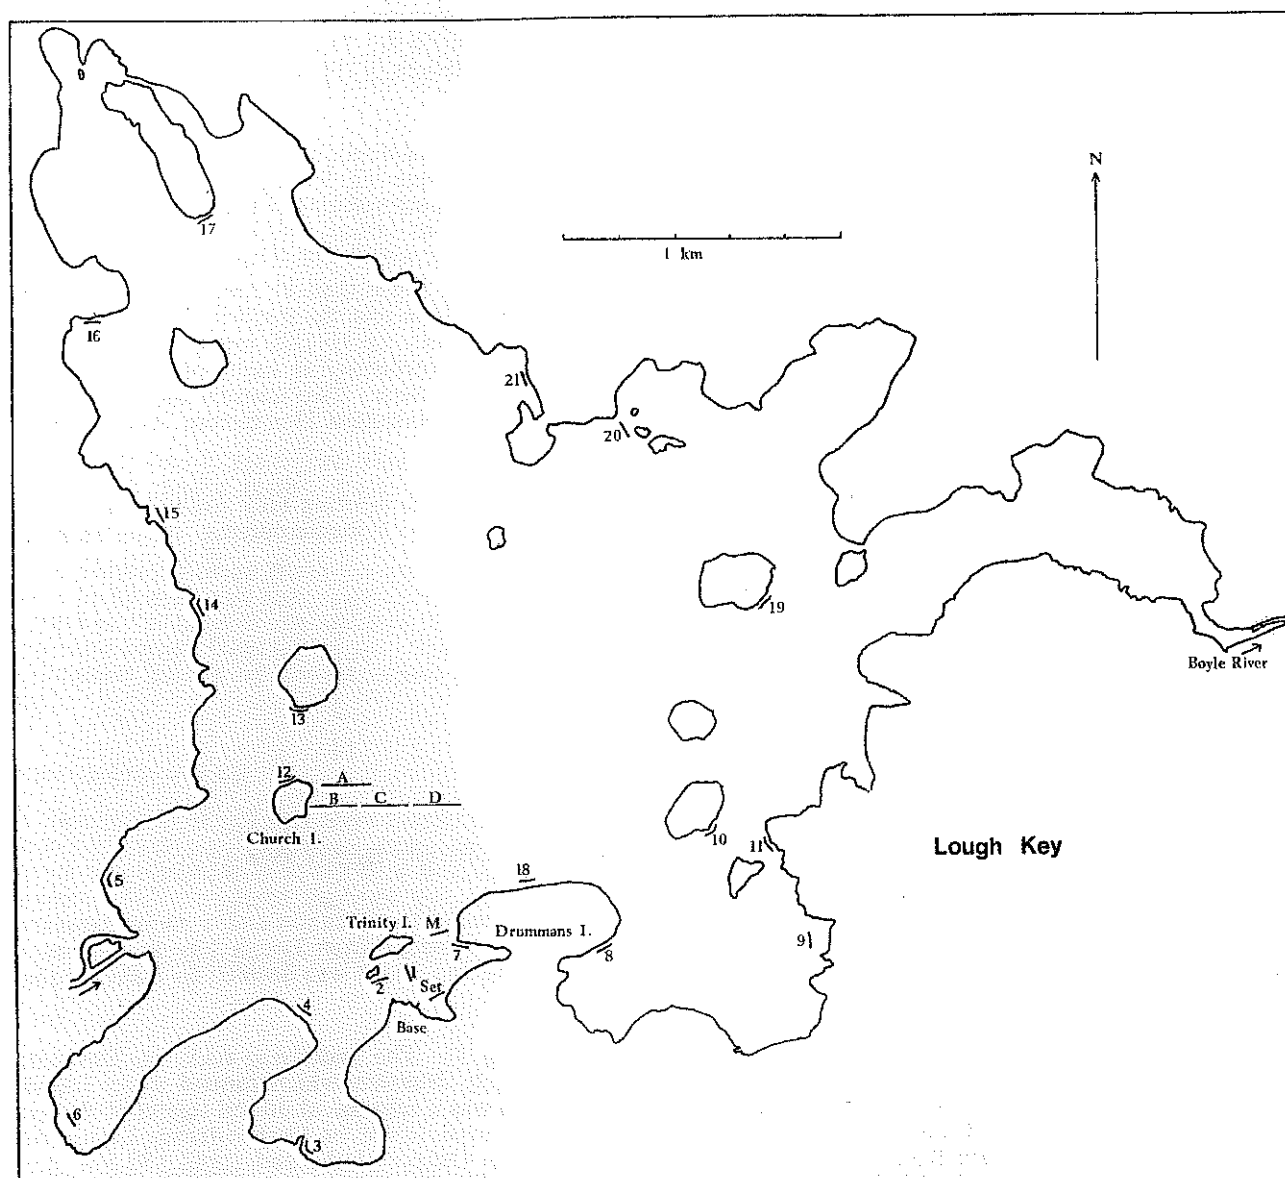 N
17
1 km
16
21
20
15
14
19
Boyle River
13
12
A
B C D
Church I.
10
11
Lough Key
5
18
Trinity I. M
7
Drummans I.
8
9
2
1
Set
4
Base
6
3